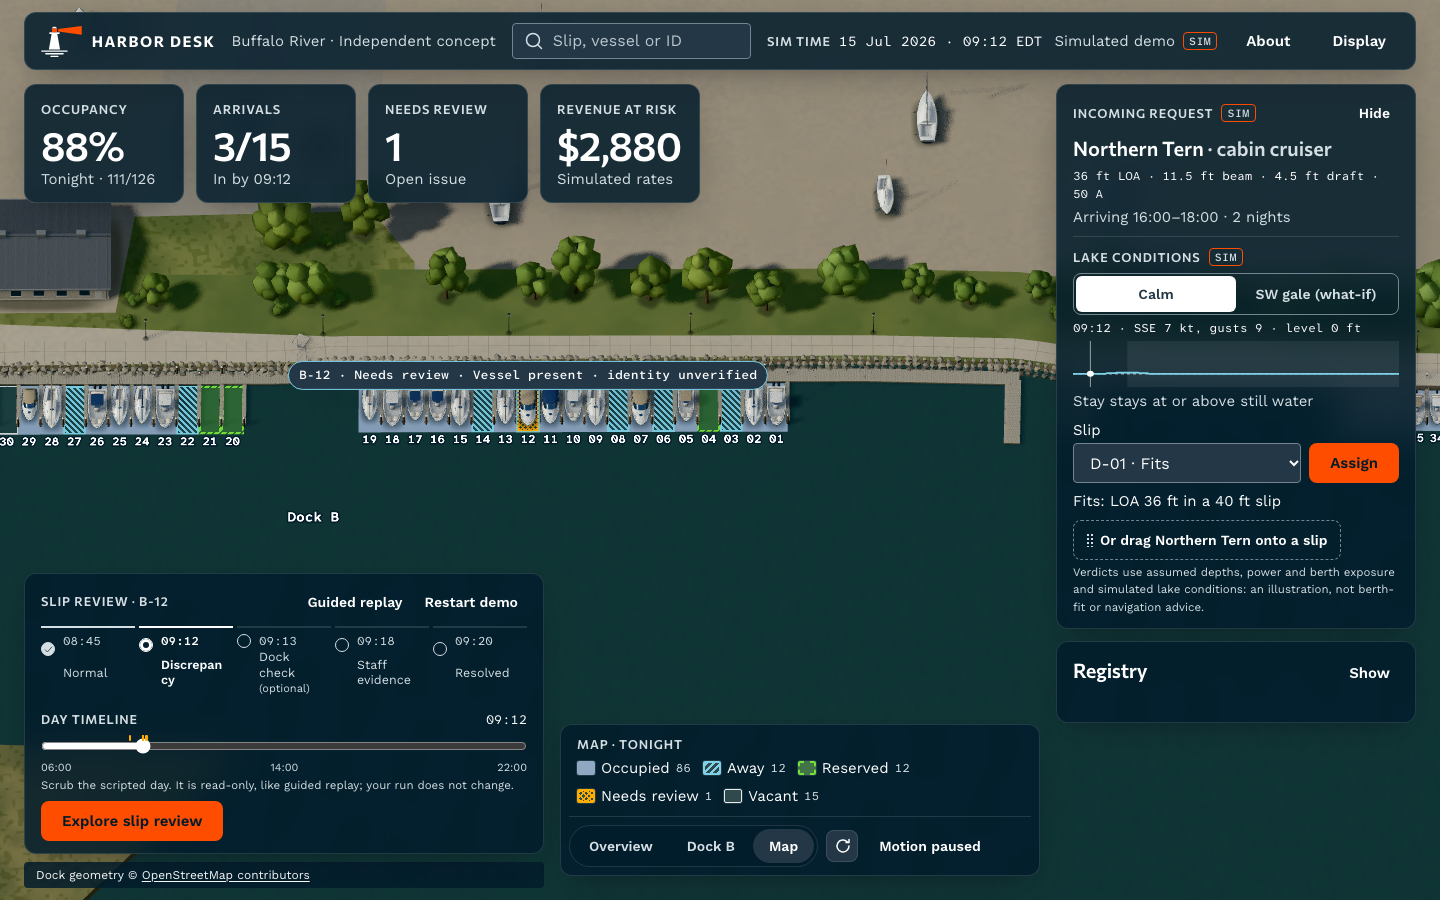 HARBOR DESK
Buffalo River · Independent concept
Slip, vessel or ID
SIM TIME 15 Jul 2026 · 09:12 EDT
Simulated demo SIM
About
Display
OCCUPANCY
88%
Tonight · 111/126
ARRIVALS
3/15
In by 09:12
NEEDS REVIEW
1
Open issue
REVENUE AT RISK
$2,880
Simulated rates
INCOMING REQUEST SIM
Hide
Northern Tern · cabin cruiser
36 ft LOA · 11.5 ft beam · 4.5 ft draft ·
50 A
Arriving 16:00–18:00 · 2 nights
LAKE CONDITIONS SIM
Calm
SW gale (what-if)
09:12 · SSE 7 kt, gusts 9 · level 0 ft
Stay stays at or above still water
Slip
D-01 · Fits
Assign
Fits: LOA 36 ft in a 40 ft slip
Or drag Northern Tern onto a slip
Verdicts use assumed depths, power and berth exposure
and simulated lake conditions: an illustration, not berth-
fit or navigation advice.
Registry
Show
B-12 · Needs review · Vessel present · identity unverified
30 29 28 27 26 25 24 23 22 21 20
19 18 17 16 15 14 13 12 11 10 09 08 07 06 05 04 03 02 01
Dock B
SLIP REVIEW · B-12
Guided replay
Restart demo
08:45
Normal
09:12
Discrepan
cy
09:13
Dock
check
(optional)
09:18
Staff
evidence
09:20
Resolved
DAY TIMELINE
09:12
06:00
14:00
22:00
Scrub the scripted day. It is read-only, like guided replay; your run does not change.
Explore slip review
Dock geometry © OpenStreetMap contributors
MAP · TONIGHT
Occupied 86
Away 12
Reserved 12
Needs review 1
Vacant 15
Overview
Dock B
Map
Motion paused